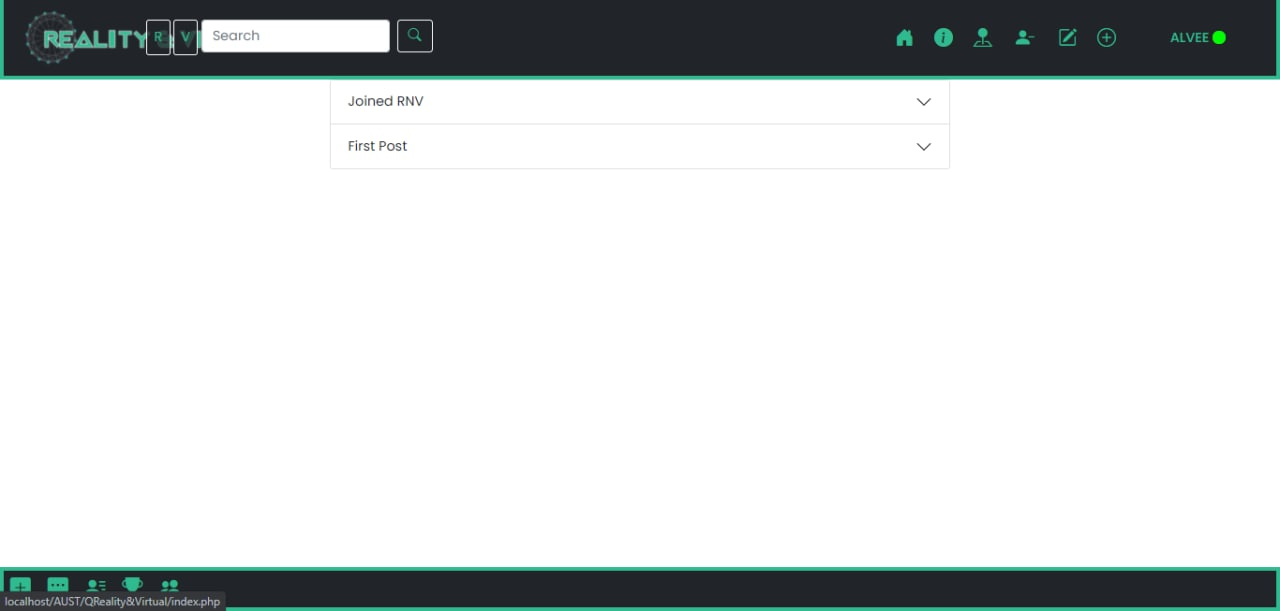 REALITY
R
V
Search
ALVEE
Joined RNV
First Post
localhost/AUST/QReality&Virtual/index.php